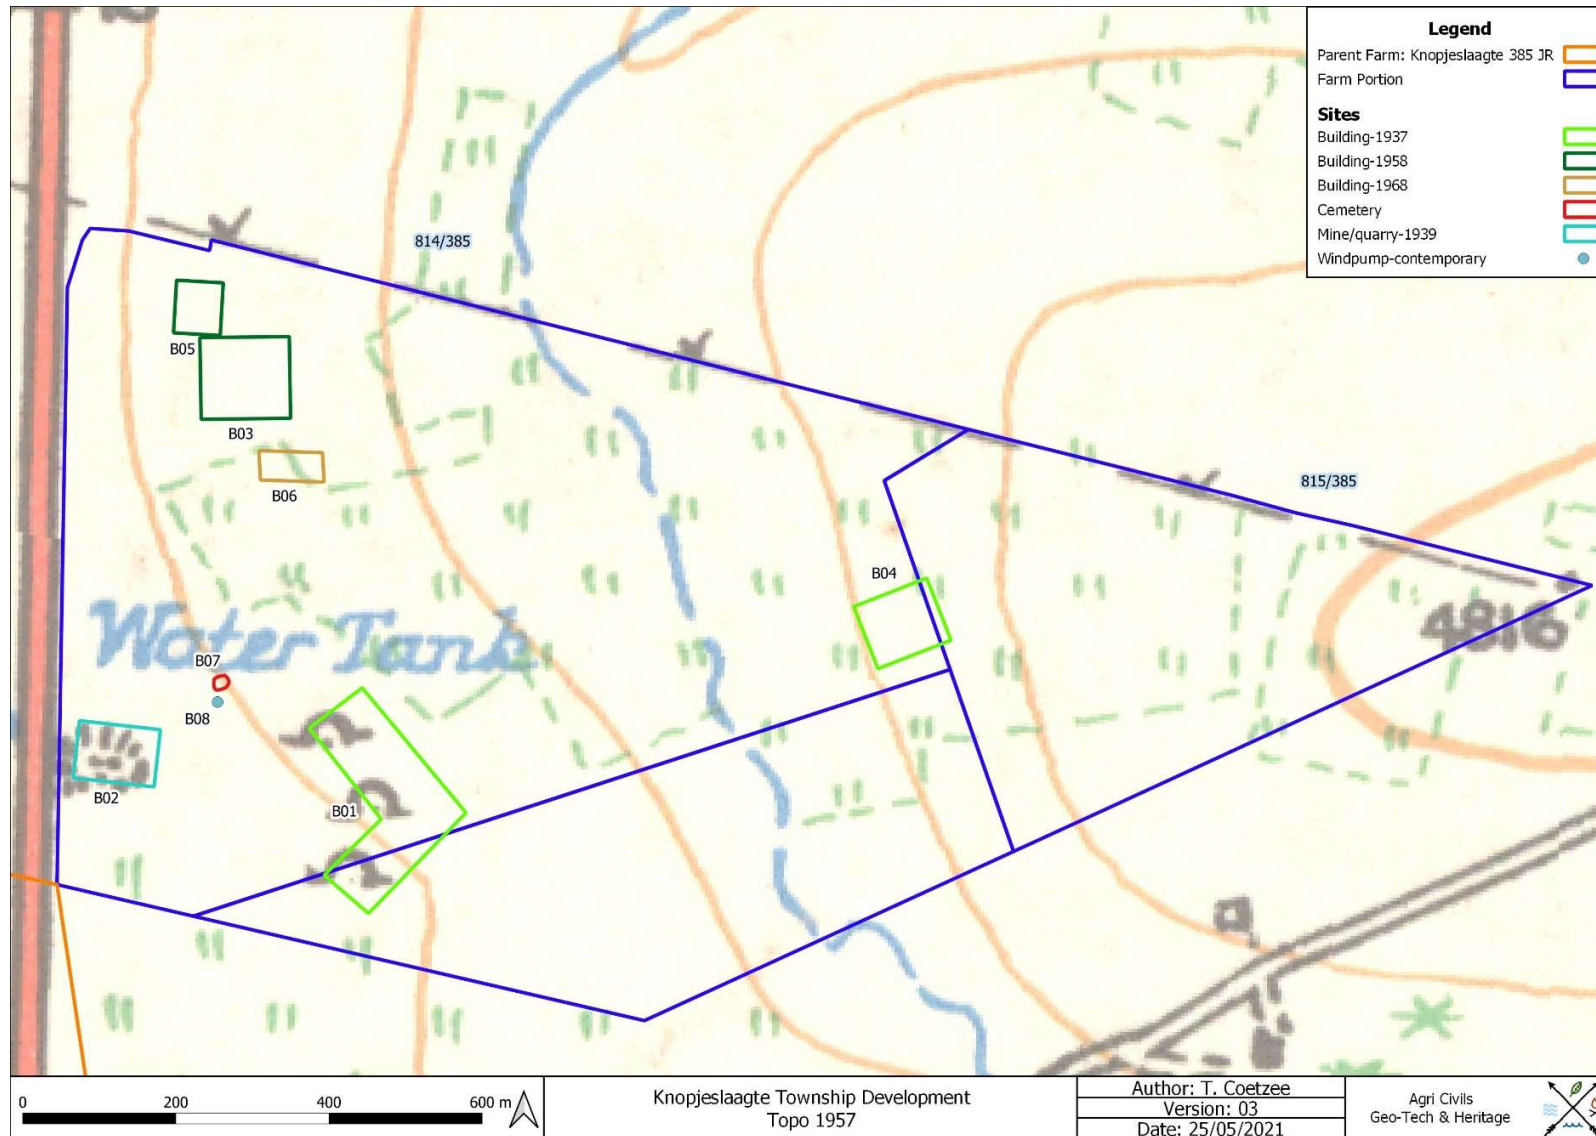 Legend
Parent Farm: Knopjeslaagte 385 JR
Farm Portion
Sites
Building-1937
Building-1958
Building-1968
Cemetery
Mine/quarry-1939
Windpump-contemporary
814/385
B05
B03
B06
815/385
B04
4816
Water Tank
B07
B08
B02
B01
0 200 400 600 m
Knopjeslaagte Township Development
Topo 1957
Author: T. Coetzee
Version: 03
Date: 25/05/2021
Agri Civils
Geo-Tech & Heritage